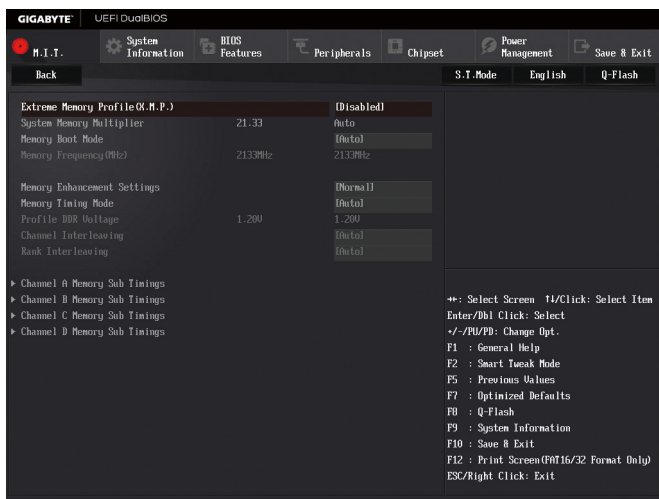 GIGABYTE™ UEFI DualBIOS
M.I.T. System Information BIOS Features Peripherals Chipset Power Management Save & Exit
Back S.T.Mode English Q-Flash
Extreme Memory Profile(X.M.P.) [Disabled]
System Memory Multiplier 21.33 Auto
Memory Boot Mode [Auto]
Memory Frequency(MHz) 2133MHz 2133MHz
Memory Enhancement Settings [Normal]
Memory Timing Mode [Auto]
Profile DDR Voltage 1.20V 1.20V
Channel Interleaving [Auto]
Rank Interleaving [Auto]
Channel A Memory Sub Timings
Channel B Memory Sub Timings
Channel C Memory Sub Timings
Channel D Memory Sub Timings
→←: Select Screen ↑↓/Click: Select Item
Enter/Dbl Click: Select
+/-/PU/PD: Change Opt.
F1 : General Help
F2 : Smart Tweak Mode
F5 : Previous Values
F7 : Optimized Defaults
F8 : Q-Flash
F9 : System Information
F10 : Save & Exit
F12 : Print Screen(FAT16/32 Format Only)
ESC/Right Click: Exit